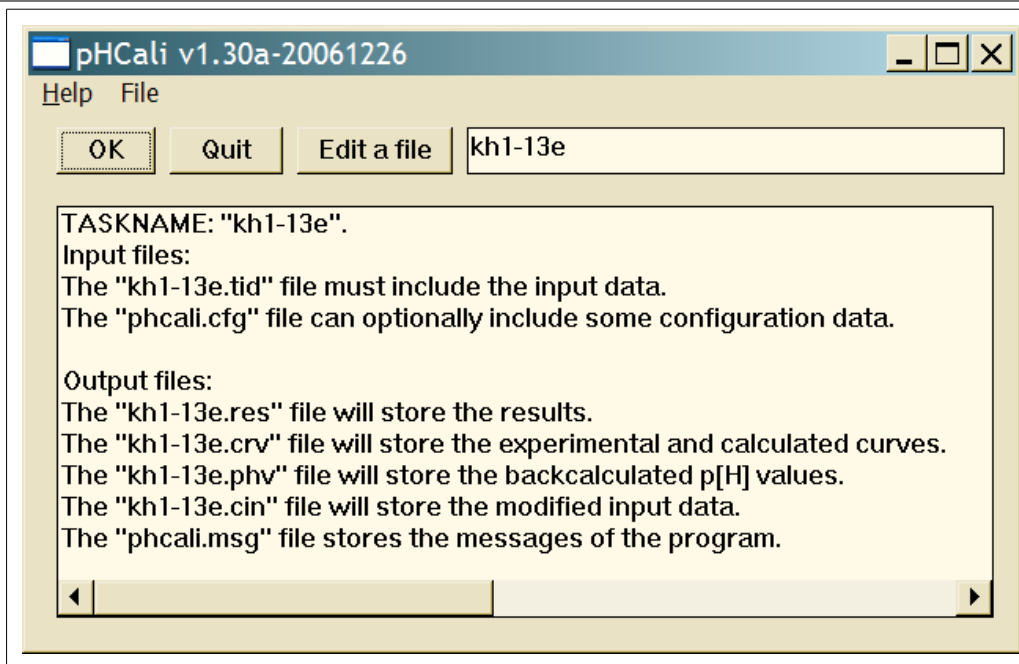 pHCali v1.30a-20061226
Help File
OK Quit Edit a file kh1-13e
TASKNAME: "kh1-13e".
Input files:
The "kh1-13e.tid" file must include the input data.
The "phcali.cfg" file can optionally include some configuration data.
Output files:
The "kh1-13e.res" file will store the results.
The "kh1-13e.crv" file will store the experimental and calculated curves.
The "kh1-13e.phv" file will store the backcalculated p[H] values.
The "kh1-13e.cin" file will store the modified input data.
The "phcali.msg" file stores the messages of the program.